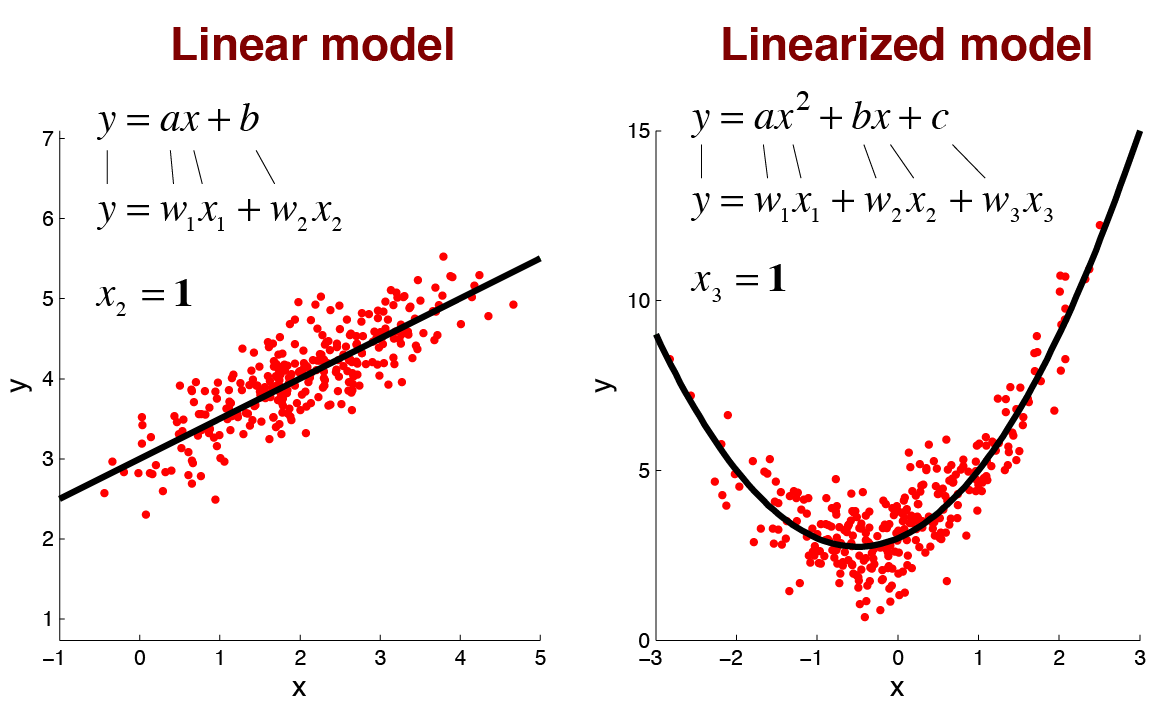 Linear model
y = ax + b
y = w₁x₁ + w₂x₂
x₂ = 1
7
6
5
4
3
2
1
y
−1 0 1 2 3 4 5
x
Linearized model
y = ax² + bx + c
y = w₁x₁ + w₂x₂ + w₃x₃
x₃ = 1
15
10
5
0
y
−3 −2 −1 0 1 2 3
x